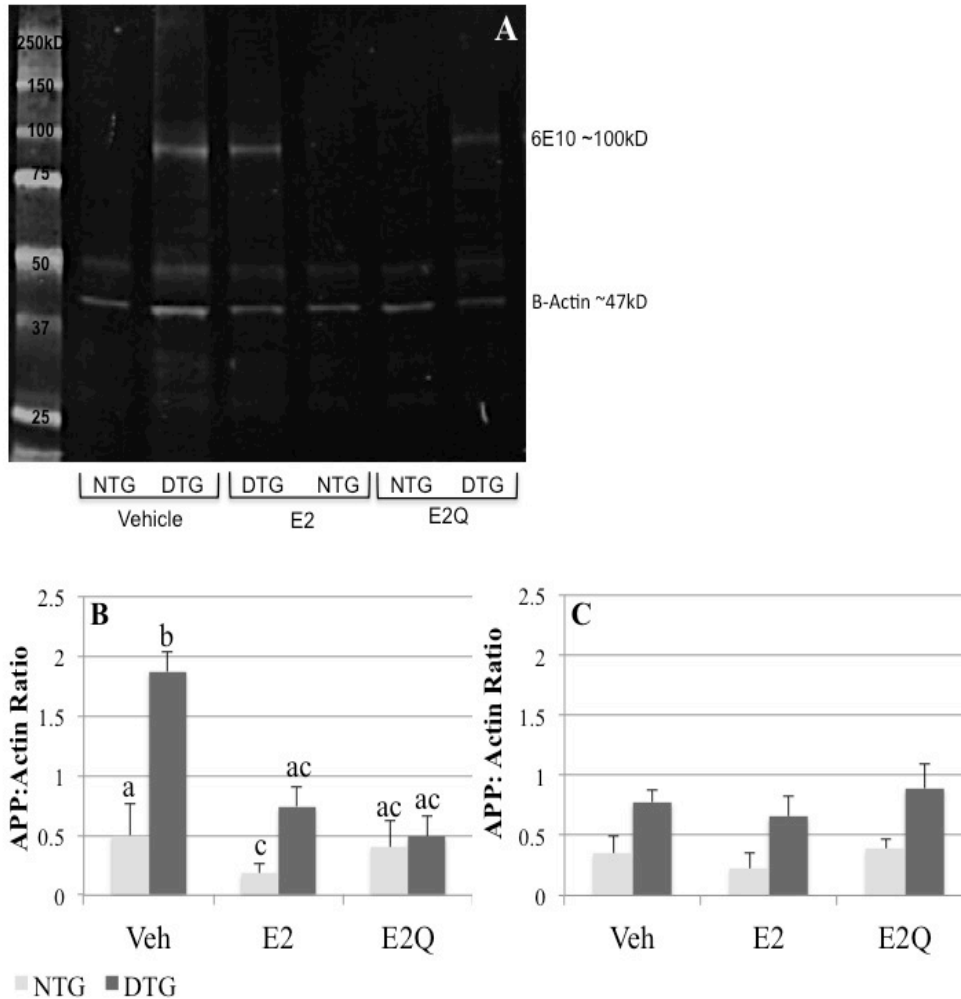 A
250kD
150
100
75
50
37
25
6E10 ~100kD
B-Actin ~47kD
NTG DTG DTG NTG NTG DTG
Vehicle E2 E2Q
B
APP:Actin Ratio
2.5
2
1.5
1
0.5
0
a b c ac ac ac
Veh E2 E2Q
C
APP: Actin Ratio
2.5
2
1.5
1
0.5
0
Veh E2 E2Q
NTG DTG